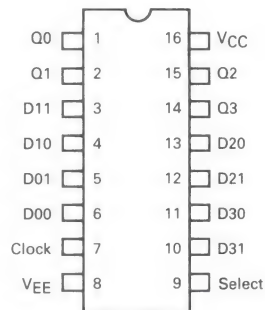 Q0 1 16 VCC
Q1 2 15 Q2
D11 3 14 Q3
D10 4 13 D20
D01 5 12 D21
D00 6 11 D30
Clock 7 10 D31
VEE 8 9 Select